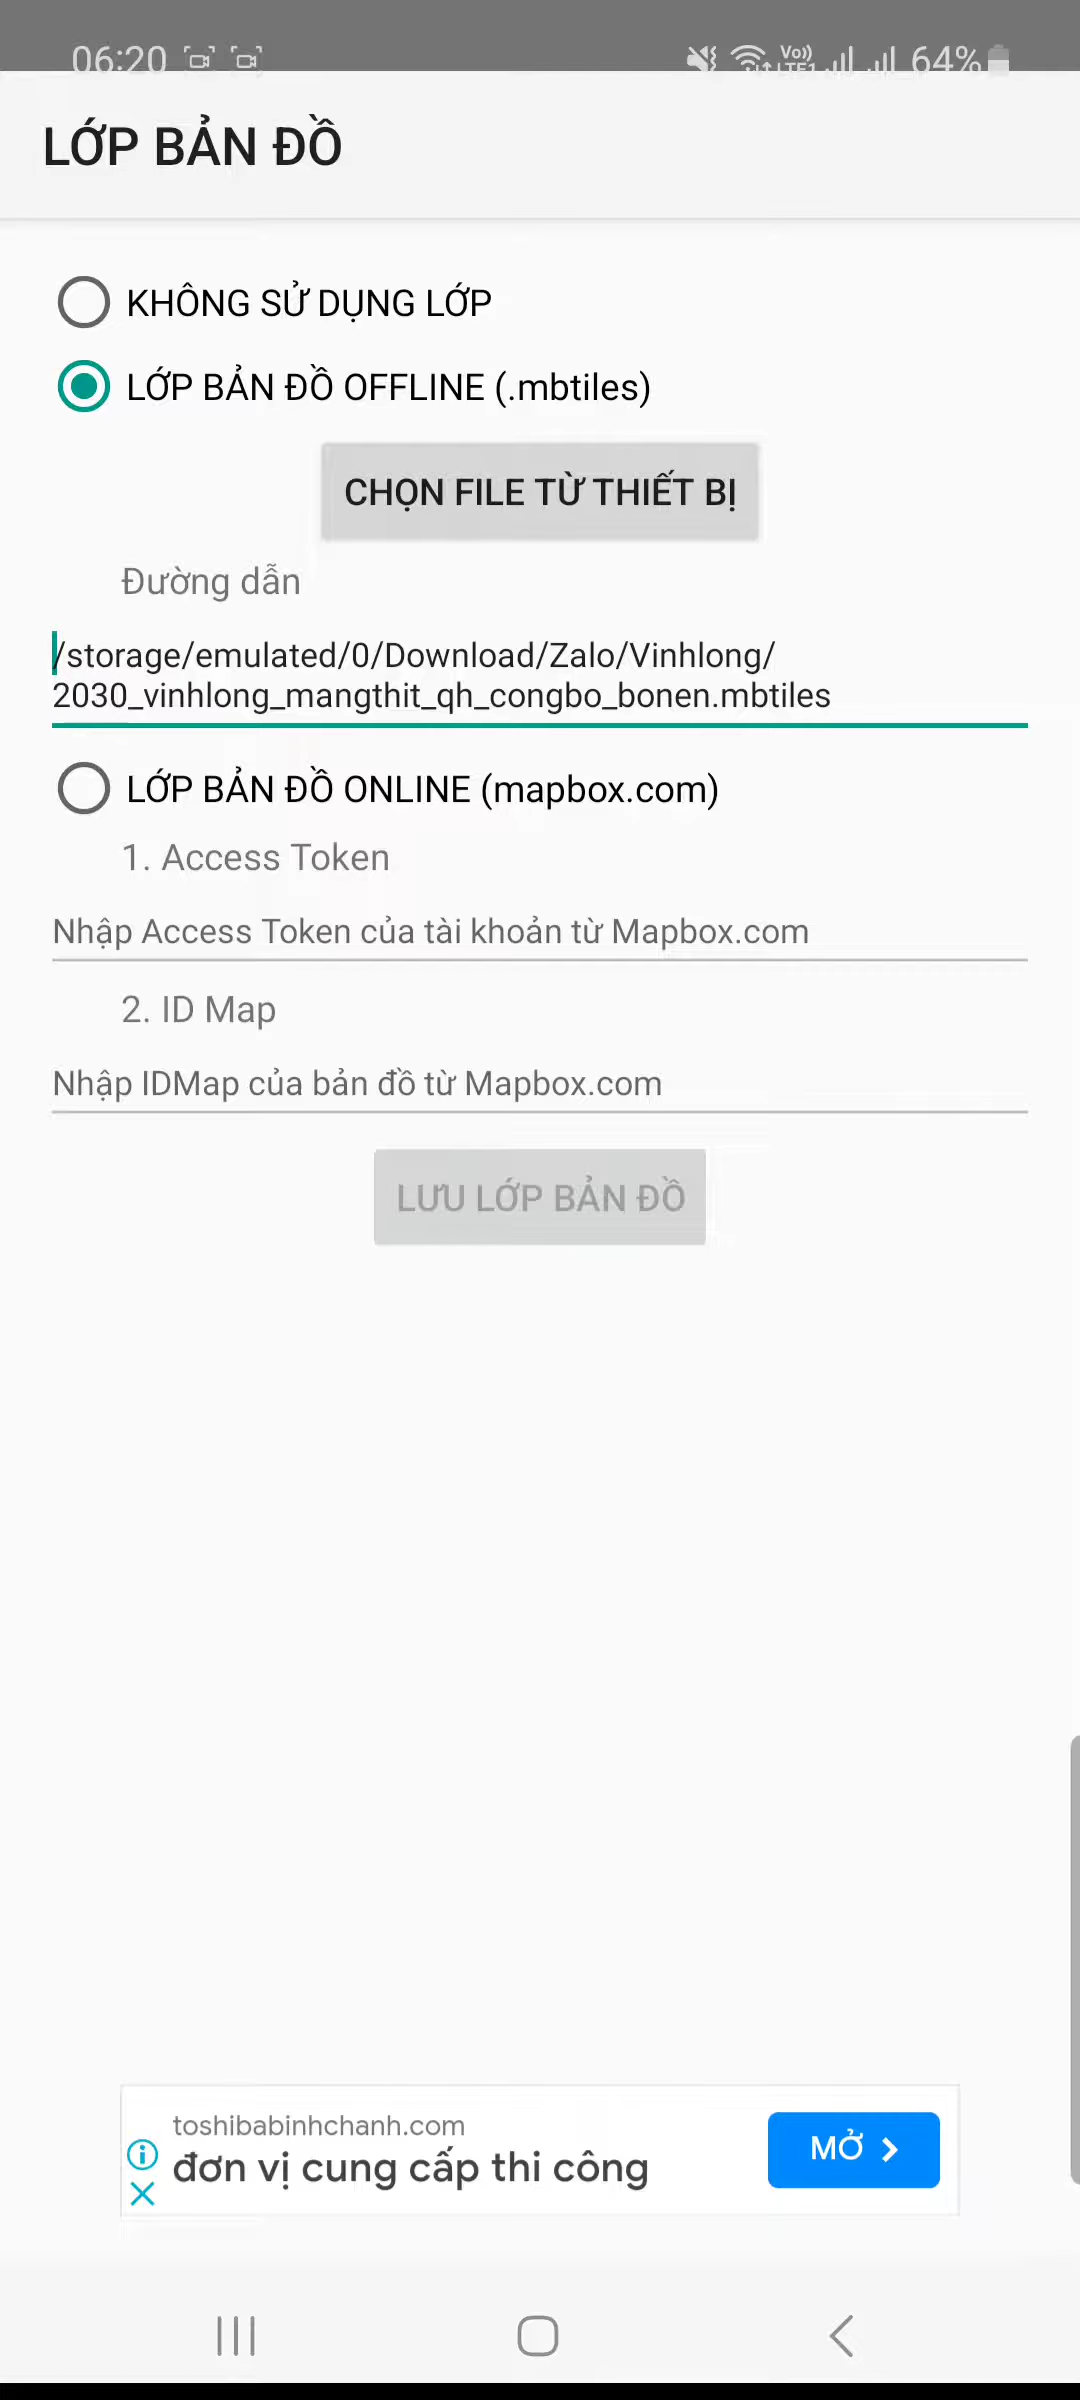 06:20
Vo)) LTE1 64%
LỚP BẢN ĐỒ
KHÔNG SỬ DỤNG LỚP
LỚP BẢN ĐỒ OFFLINE (.mbtiles)
CHỌN FILE TỪ THIẾT BỊ
Đường dẫn
/storage/emulated/0/Download/Zalo/Vinhlong/
2030_vinhlong_mangthit_qh_congbo_bonen.mbtiles
LỚP BẢN ĐỒ ONLINE (mapbox.com)
1. Access Token
Nhập Access Token của tài khoản từ Mapbox.com
2. ID Map
Nhập IDMap của bản đồ từ Mapbox.com
LƯU LỚP BẢN ĐỒ
toshibabinhchanh.com
đơn vị cung cấp thi công
MỞ